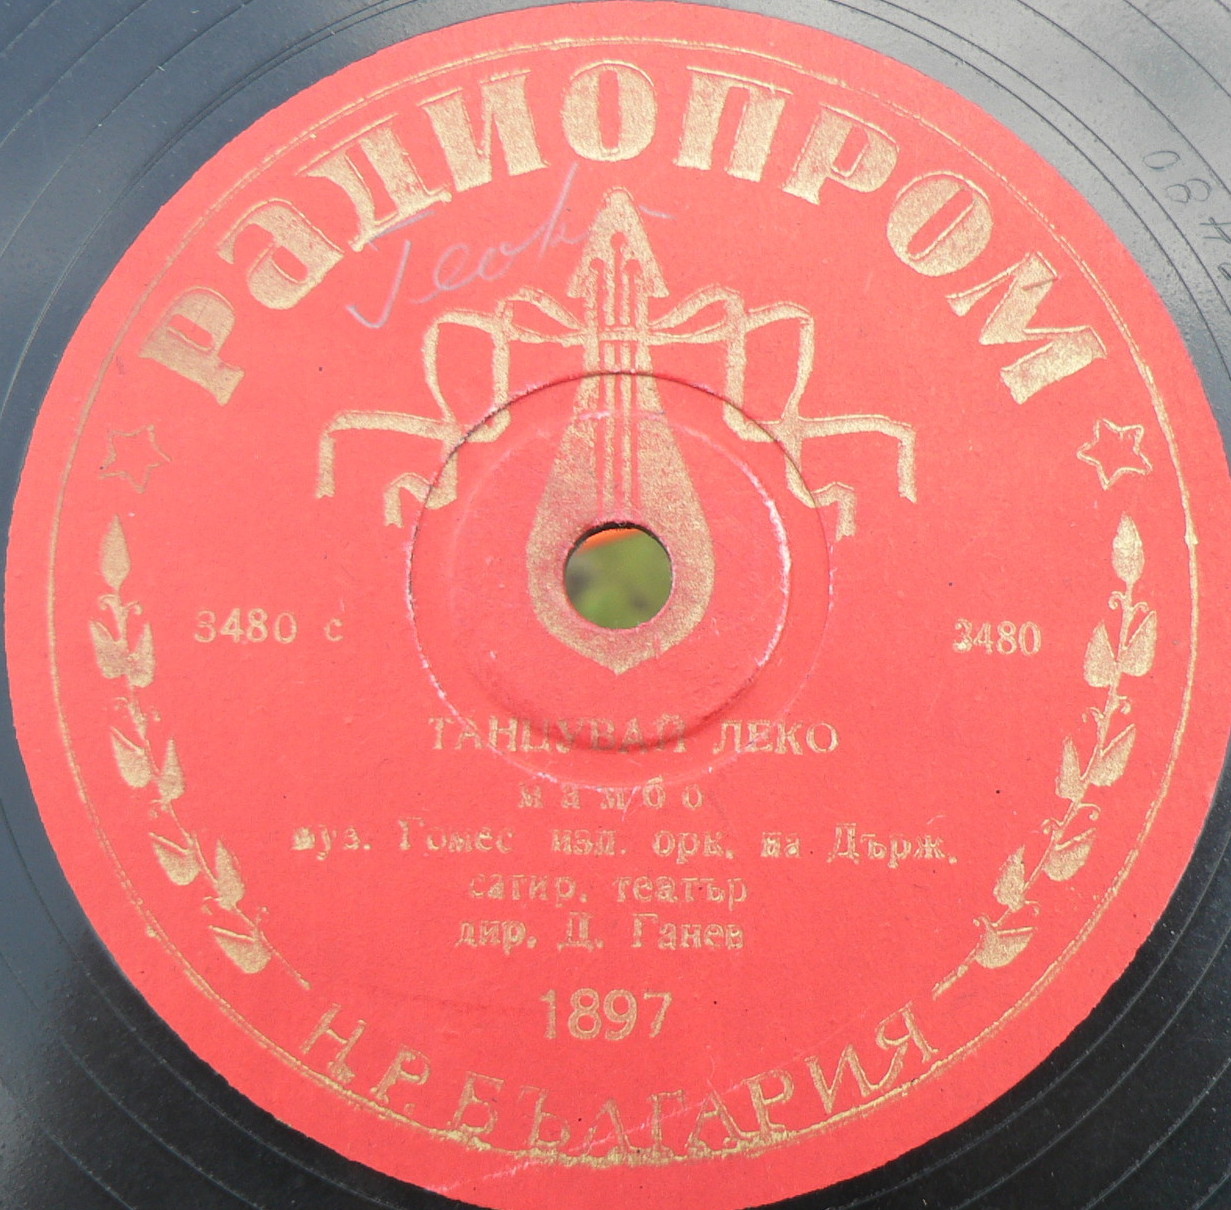 РАДИОПРОМ
3480 с
3480
ТАНЦУВАЙ ЛЕКО
мамбо
муз. Гомес изп. орк. на Държ.
сатир. театър
дир. Д. Ганев
1897
Н.Р.БЪЛГАРИЯ